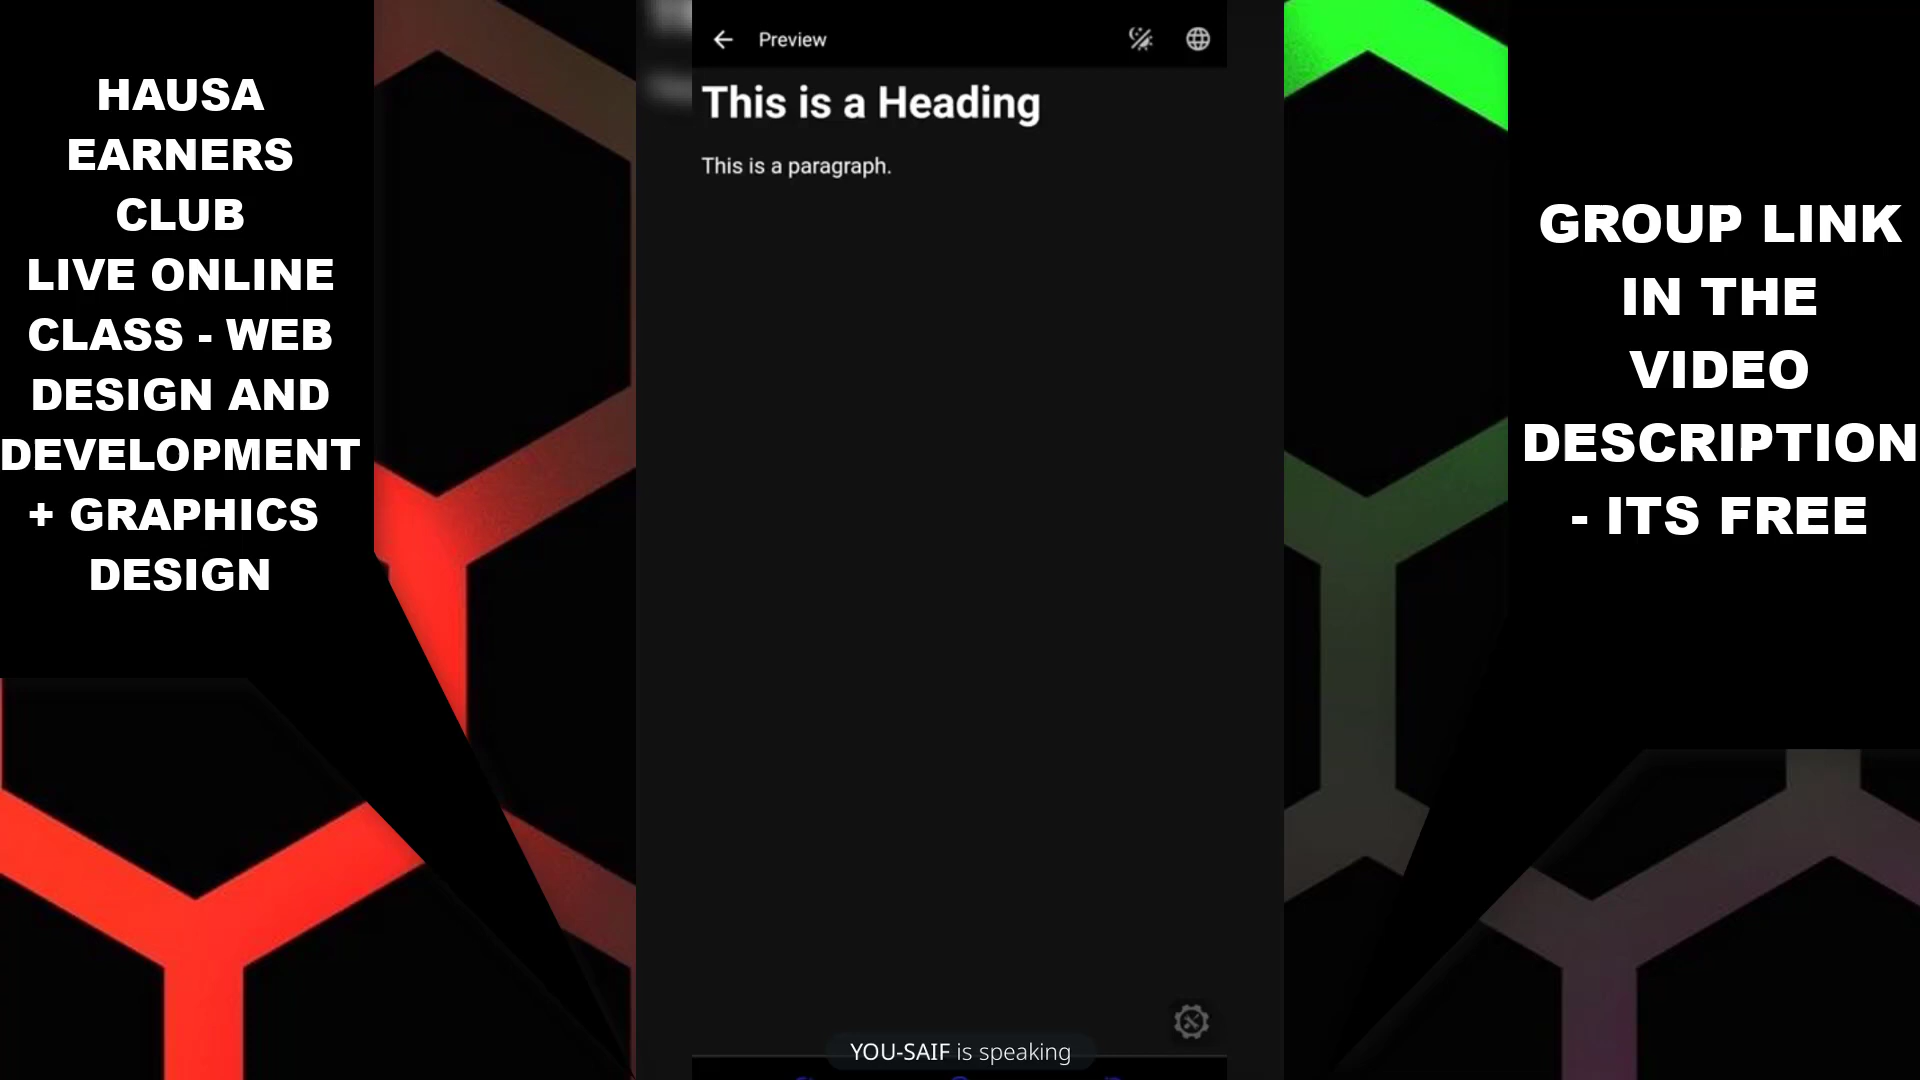 HAUSA
EARNERS
CLUB
LIVE ONLINE
CLASS - WEB
DESIGN AND
DEVELOPMENT
+ GRAPHICS
DESIGN
Preview
This is a Heading
This is a paragraph.
YOU-SAIF is speaking
GROUP LINK
IN THE
VIDEO
DESCRIPTION
- ITS FREE